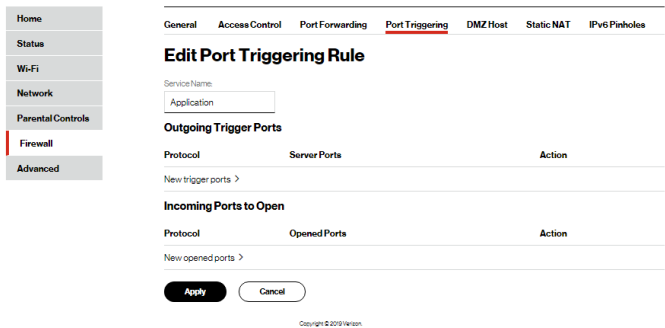 Home
Status
Wi-Fi
Network
Parental Controls
Firewall
Advanced
General Access Control Port Forwarding Port Triggering DMZ Host Static NAT IPv6 Pinholes
Edit Port Triggering Rule
Service Name:
Application
Outgoing Trigger Ports
Protocol Server Ports Action
New trigger ports >
Incoming Ports to Open
Protocol Opened Ports Action
New opened ports >
Apply Cancel
Copyright © 2019 Verizon